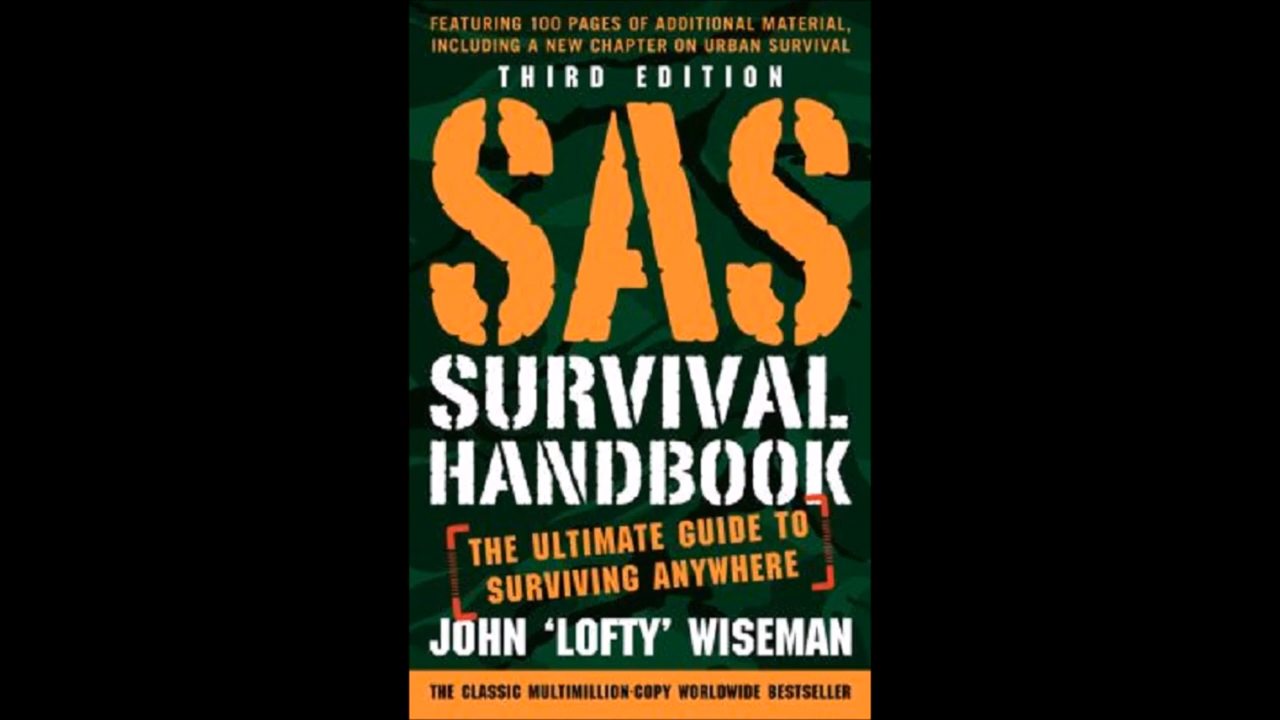 FEATURING 100 PAGES OF ADDITIONAL MATERIAL,
INCLUDING A NEW CHAPTER ON URBAN SURVIVAL
THIRD EDITION
SAS
SURVIVAL
HANDBOOK
THE ULTIMATE GUIDE TO
SURVIVING ANYWHERE
JOHN ‘LOFTY’ WISEMAN
THE CLASSIC MULTIMILLION-COPY WORLDWIDE BESTSELLER